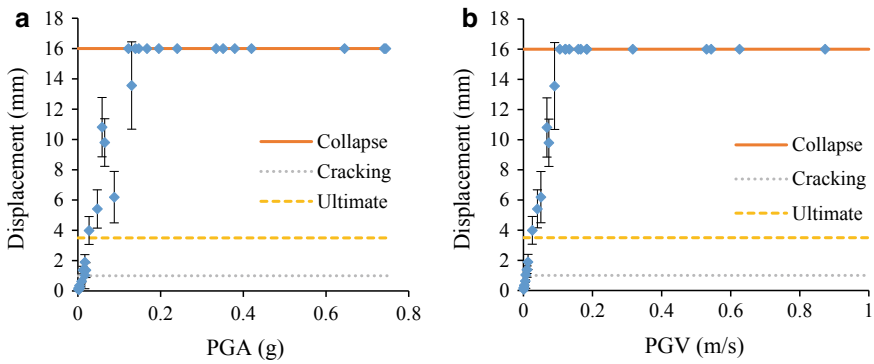 a
18
16
14
12
10
8
6
4
2
0
Displacement (mm)
0
0.2
0.4
0.6
0.8
PGA (g)
Collapse
Cracking
Ultimate
b
18
16
14
12
10
8
6
4
2
0
Displacement (mm)
0
0.2
0.4
0.6
0.8
1
PGV (m/s)
Collapse
Cracking
Ultimate